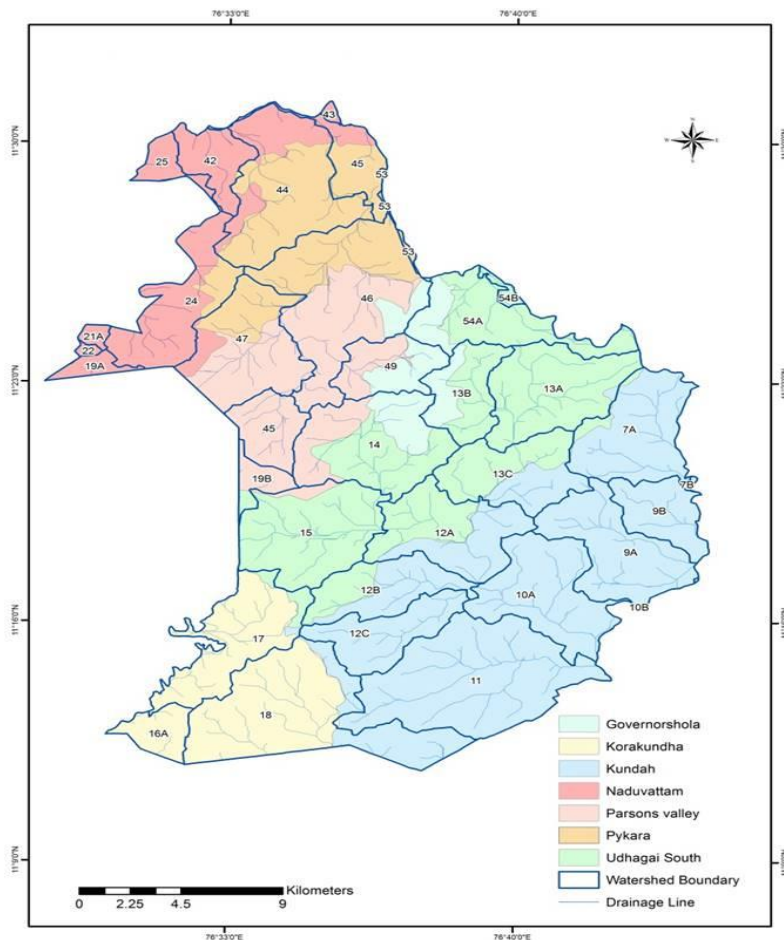 76°33'0"E
76°40'0"E
43
11°30'0"N
25
42
45
53
44
53
53
24
46
54B
54A
21A
47
22
19A
49
11°23'0"N
13B
13A
7A
45
14
13C
19B
7B
9B
15
12A
9A
12B
10A
10B
11°16'0"N
17
12C
11
18
16A
Governorshola
Korakundha
Kundah
Naduvattam
Parsons valley
Pykara
Udhagai South
Watershed Boundary
Drainage Line
11°9'0"N
Kilometers
0 2.25 4.5 9
76°33'0"E
76°40'0"E